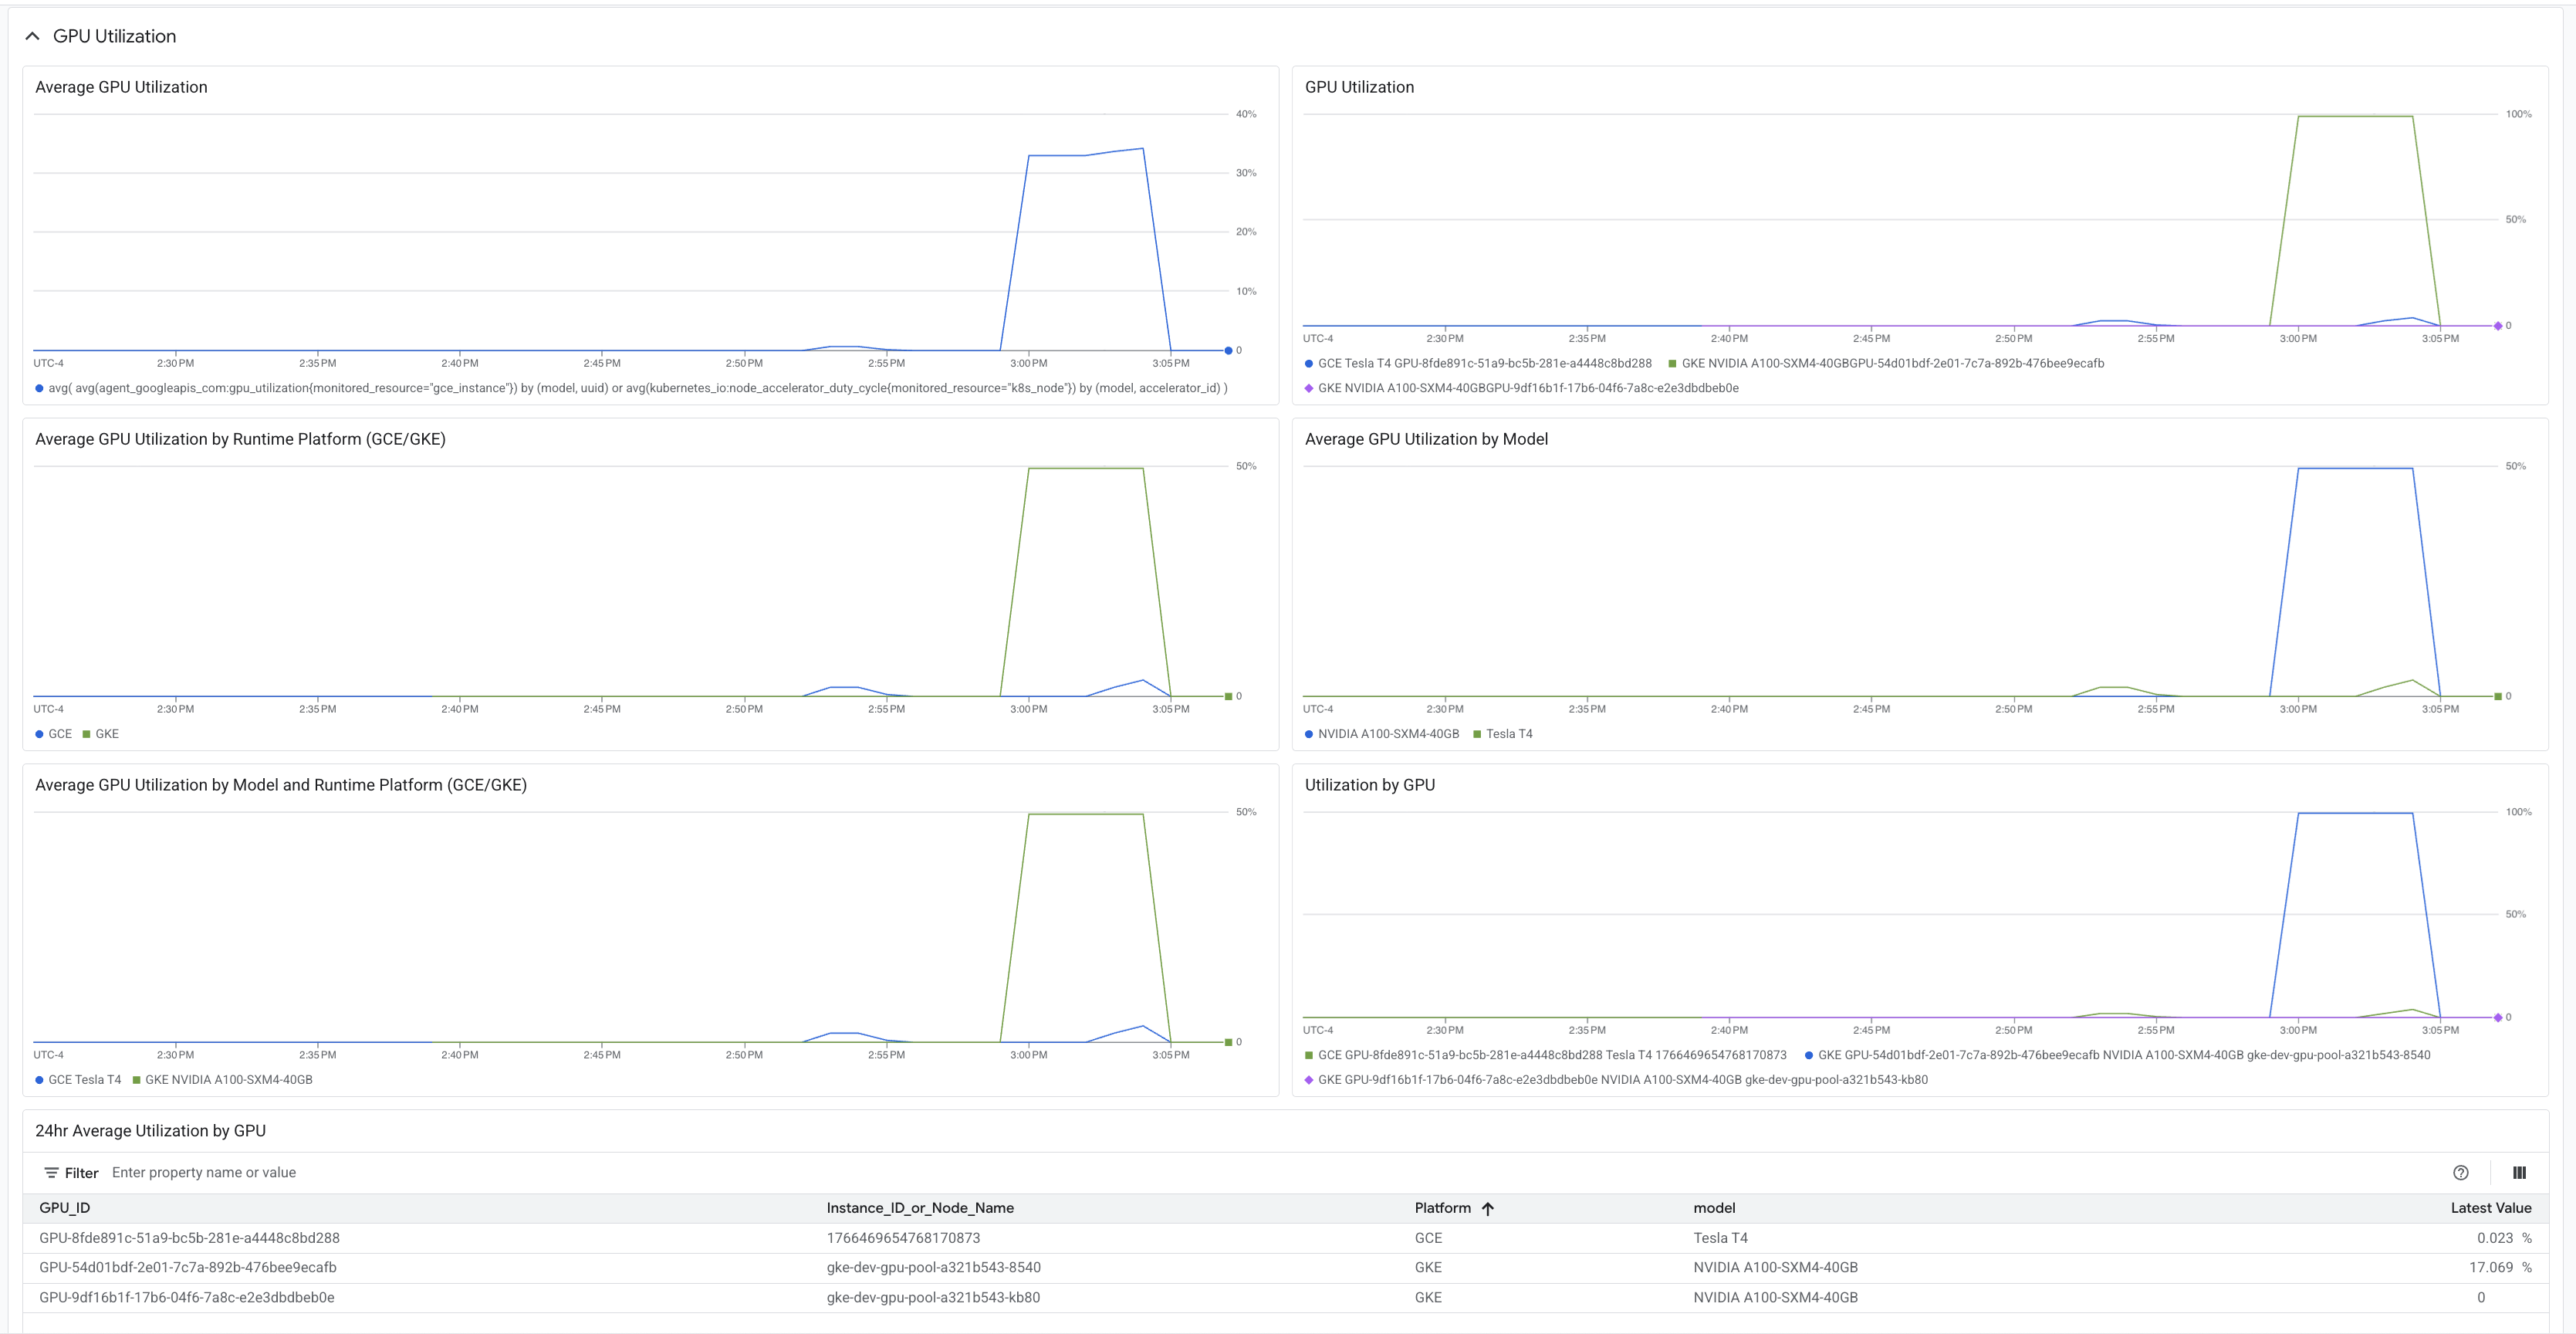 GPU Utilization
Average GPU Utilization
40%
30%
20%
10%
0
UTC-4 2:30 PM 2:35 PM 2:40 PM 2:45 PM 2:50 PM 2:55 PM 3:00 PM 3:05 PM
avg( avg(agent_googleapis_com:gpu_utilization{monitored_resource="gce_instance"}) by (model, uuid) or avg(kubernetes_io:node_accelerator_duty_cycle{monitored_resource="k8s_node"}) by (model, accelerator_id) )
GPU Utilization
100%
50%
0
UTC-4 2:30 PM 2:35 PM 2:40 PM 2:45 PM 2:50 PM 2:55 PM 3:00 PM 3:05 PM
GCE Tesla T4 GPU-8fde891c-51a9-bc5b-281e-a4448c8bd288 GKE NVIDIA A100-SXM4-40GBGPU-54d01bdf-2e01-7c7a-892b-476bee9ecafb
GKE NVIDIA A100-SXM4-40GBGPU-9df16b1f-17b6-04f6-7a8c-e2e3dbdbeb0e
Average GPU Utilization by Runtime Platform (GCE/GKE)
50%
0
UTC-4 2:30 PM 2:35 PM 2:40 PM 2:45 PM 2:50 PM 2:55 PM 3:00 PM 3:05 PM
GCE GKE
Average GPU Utilization by Model
50%
0
UTC-4 2:30 PM 2:35 PM 2:40 PM 2:45 PM 2:50 PM 2:55 PM 3:00 PM 3:05 PM
NVIDIA A100-SXM4-40GB Tesla T4
Average GPU Utilization by Model and Runtime Platform (GCE/GKE)
50%
0
UTC-4 2:30 PM 2:35 PM 2:40 PM 2:45 PM 2:50 PM 2:55 PM 3:00 PM 3:05 PM
GCE Tesla T4 GKE NVIDIA A100-SXM4-40GB
Utilization by GPU
100%
50%
0
UTC-4 2:30 PM 2:35 PM 2:40 PM 2:45 PM 2:50 PM 2:55 PM 3:00 PM 3:05 PM
GCE GPU-8fde891c-51a9-bc5b-281e-a4448c8bd288 Tesla T4 1766469654768170873 GKE GPU-54d01bdf-2e01-7c7a-892b-476bee9ecafb NVIDIA A100-SXM4-40GB gke-dev-gpu-pool-a321b543-8540
GKE GPU-9df16b1f-17b6-04f6-7a8c-e2e3dbdbeb0e NVIDIA A100-SXM4-40GB gke-dev-gpu-pool-a321b543-kb80
24hr Average Utilization by GPU
Filter Enter property name or value
GPU_ID Instance_ID_or_Node_Name Platform model Latest Value
GPU-8fde891c-51a9-bc5b-281e-a4448c8bd288 1766469654768170873 GCE Tesla T4 0.023 %
GPU-54d01bdf-2e01-7c7a-892b-476bee9ecafb gke-dev-gpu-pool-a321b543-8540 GKE NVIDIA A100-SXM4-40GB 17.069 %
GPU-9df16b1f-17b6-04f6-7a8c-e2e3dbdbeb0e gke-dev-gpu-pool-a321b543-kb80 GKE NVIDIA A100-SXM4-40GB 0